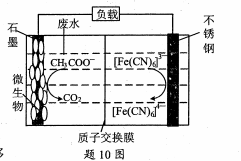 负载
石墨
废水
不锈钢
CH₃COO⁻
[Fe(CN)₆]³⁻
微生物
CO₂
[Fe(CN)₆]⁴⁻
质子交换膜
题10图